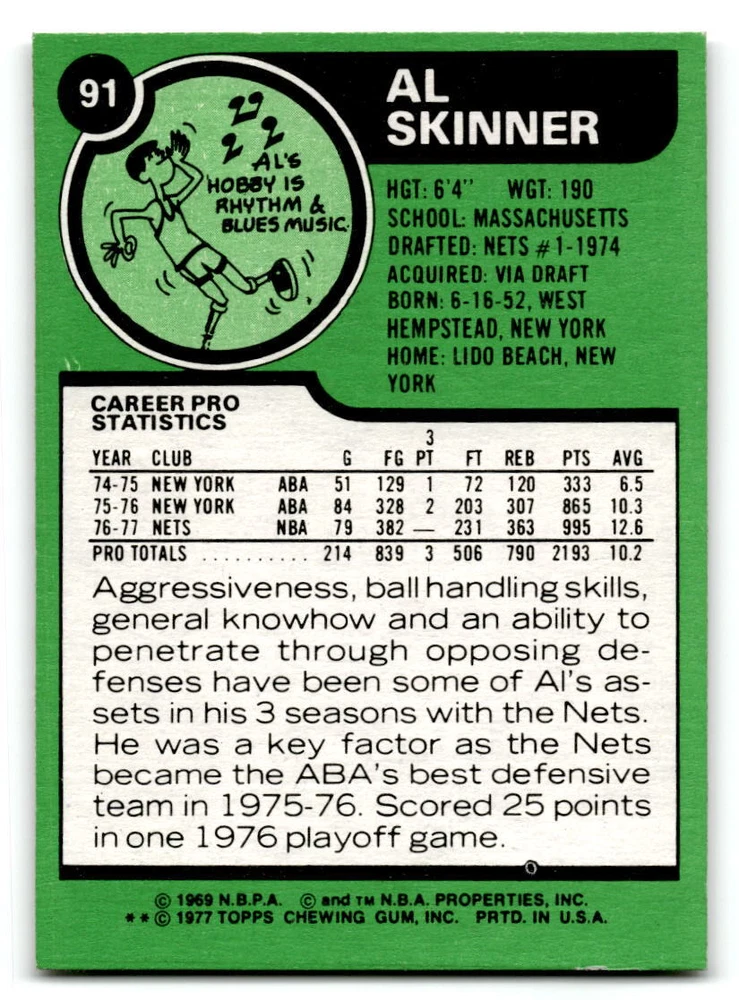 91
AL
SKINNER
AL'S
HOBBY IS
RHYTHM &
BLUES MUSIC.
HGT: 6'4" WGT: 190
SCHOOL: MASSACHUSETTS
DRAFTED: NETS #1-1974
ACQUIRED: VIA DRAFT
BORN: 6-16-52, WEST
HEMPSTEAD, NEW YORK
HOME: LIDO BEACH, NEW
YORK
CAREER PRO
STATISTICS
YEAR CLUB G FG 3 PT FT REB PTS AVG
74-75 NEW YORK ABA 51 129 1 72 120 333 6.5
75-76 NEW YORK ABA 84 328 2 203 307 865 10.3
76-77 NETS NBA 79 382 — 231 363 995 12.6
PRO TOTALS .......... 214 839 3 506 790 2193 10.2
Aggressiveness, ball handling skills,
general knowhow and an ability to
penetrate through opposing de-
fenses have been some of Al's as-
sets in his 3 seasons with the Nets.
He was a key factor as the Nets
became the ABA's best defensive
team in 1975-76. Scored 25 points
in one 1976 playoff game.
© 1969 N.B.P.A. © and TM N.B.A. PROPERTIES, INC.
** © 1977 TOPPS CHEWING GUM, INC. PRTD. IN U.S.A.